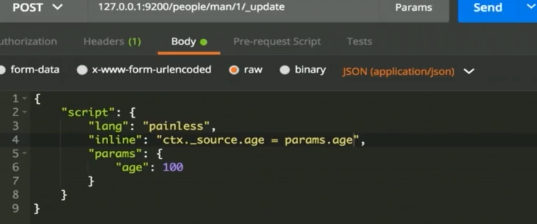 POST 127.0.0.1:9200/people/man/1/_update Params Send
uthorization Headers (1) Body Pre-request Script Tests
form-data x-www-form-urlencoded raw binary JSON (application/json)
1 {
2 "script": {
3 "lang": "painless",
4 "inline": "ctx._source.age = params.age",
5 "params": {
6 "age": 100
7 }
8 }
9 }